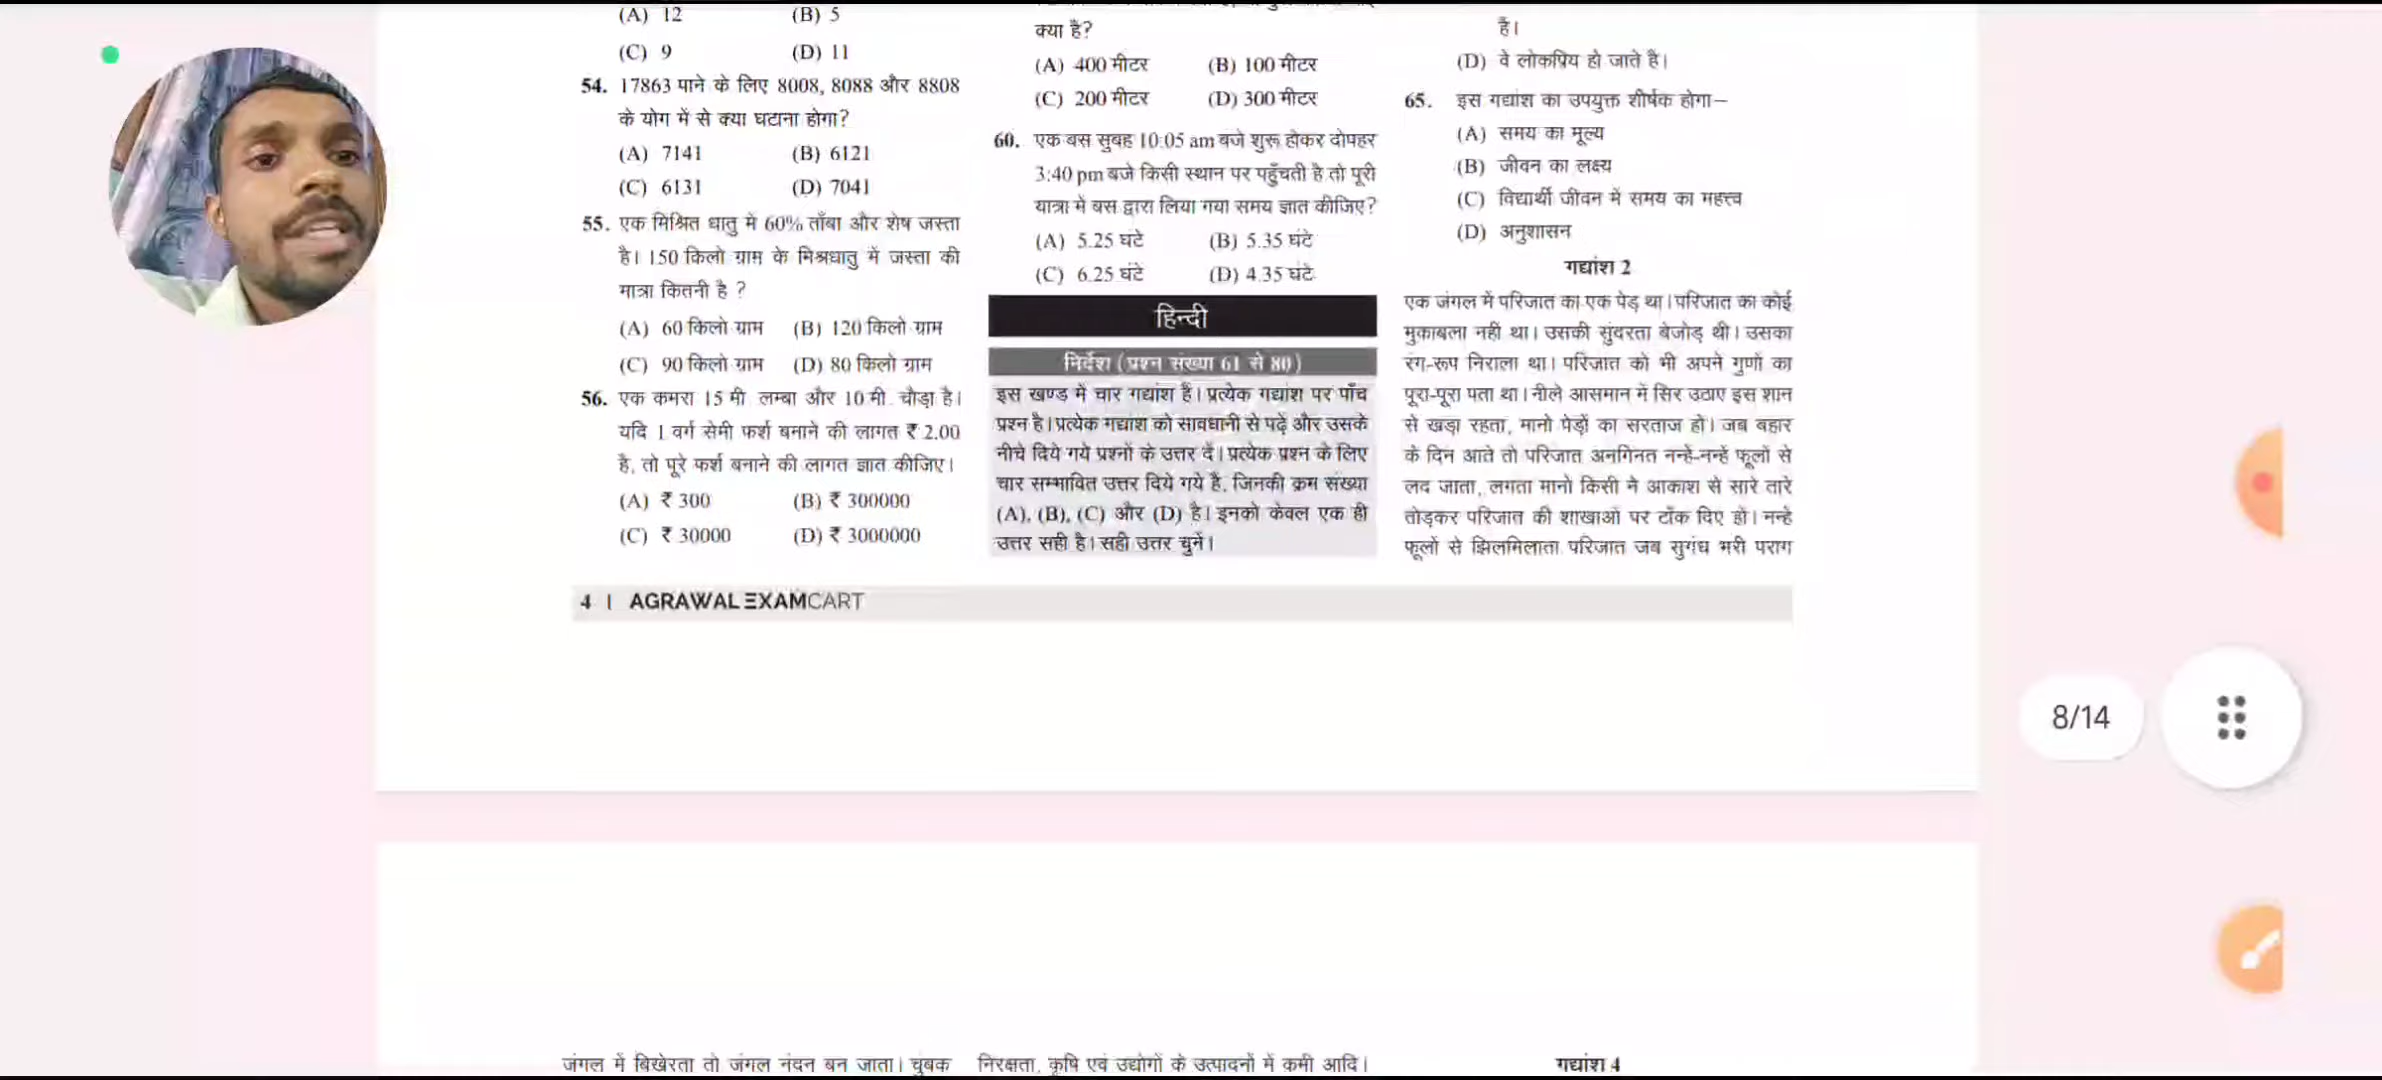 (A) 12 (B) 5
(C) 9 (D) 11
54. 17863 पाने के लिए 8008, 8088 और 8808
के योग में से क्या घटाना होगा?
(A) 7141 (B) 6121
(C) 6131 (D) 7041
55. एक मिश्रित धातु में 60% ताँबा और शेष जस्ता
है। 150 किलो ग्राम के मिश्रधातु में जस्ता की
मात्रा कितनी है ?
(A) 60 किलो ग्राम (B) 120 किलो ग्राम
(C) 90 किलो ग्राम (D) 80 किलो ग्राम
56. एक कमरा 15 मी. लम्बा और 10 मी. चौड़ा है।
यदि 1 वर्ग सेमी फर्श बनाने की लागत ₹ 2.00
है, तो पूरे फर्श बनाने की लागत ज्ञात कीजिए।
(A) ₹ 300 (B) ₹ 300000
(C) ₹ 30000 (D) ₹ 3000000
क्या है?
(A) 400 मीटर (B) 100 मीटर
(C) 200 मीटर (D) 300 मीटर
60. एक बस सुबह 10:05 am बजे शुरू होकर दोपहर
3:40 pm बजे किसी स्थान पर पहुँचती है तो पूरी
यात्रा में बस द्वारा लिया गया समय ज्ञात कीजिए?
(A) 5.25 घंटे (B) 5.35 घंटे
(C) 6.25 घंटे (D) 4.35 घंटे
हिन्दी
निर्देश (प्रश्न संख्या 61 से 80)
इस खण्ड में चार गद्यांश हैं। प्रत्येक गद्यांश पर पाँच
प्रश्न है। प्रत्येक गद्यांश को सावधानी से पढ़ें और उसके
नीचे दिये गये प्रश्नों के उत्तर दें। प्रत्येक प्रश्न के लिए
चार सम्भावित उत्तर दिये गये है, जिनकी क्रम संख्या
(A), (B), (C) और (D) है। इनको केवल एक ही
उत्तर सही है। सही उत्तर चुनें।
है।
(D) वे लोकप्रिय हो जाते है।
65. इस गद्यांश का उपयुक्त शीर्षक होगा–
(A) समय का मूल्य
(B) जीवन का लक्ष्य
(C) विद्यार्थी जीवन में समय का महत्त्व
(D) अनुशासन
गद्यांश 2
एक जंगल में परिजात का एक पेड़ था। परिजात का कोई
मुकाबला नहीं था। उसकी सुंदरता बेजोड़ थी। उसका
रंग-रूप निराला था। परिजात को भी अपने गुणों का
पूरा-पूरा पता था। नीले आसमान में सिर उठाए इस शान
से खड़ा रहता, मानो पेड़ों का सरताज हो। जब बहार
के दिन आते तो परिजात अनगिनत नन्हें-नन्हें फूलों से
लद जाता, लगता मानो किसी ने आकाश से सारे तारे
तोड़कर परिजात की शाखाओं पर टाँक दिए हो। नन्हे
फूलों से झिलमिलाता परिजात जब सुगंध भरी पराग
4 | AGRAWAL EXAMCART
8/14
जंगल में बिखेरता तो जंगल नंदन बन जाता। चुंबक
निरक्षता, कृषि एवं उद्योगों के उत्पादनों में कमी आदि।
गद्यांश 4